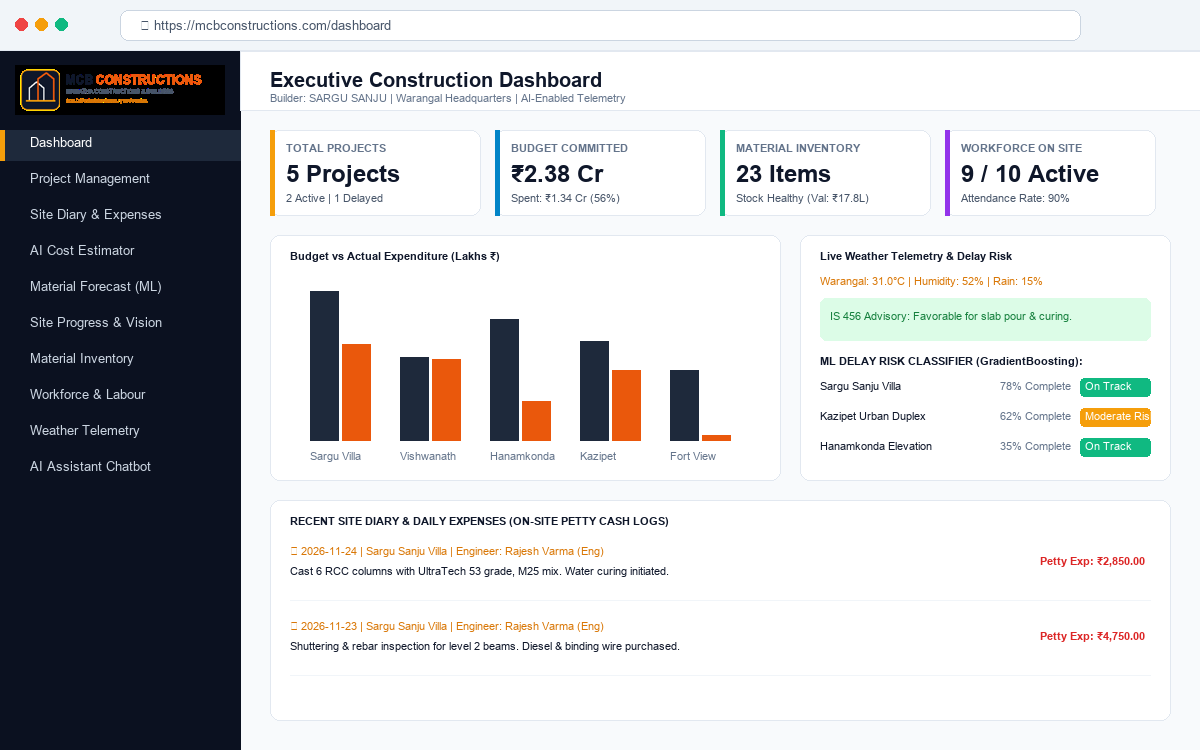 https://mcbconstructions.com/dashboard
MCB CONSTRUCTIONS
Executive Construction Dashboard
Builder: SARGU SANJU | Warangal Headquarters | AI-Enabled Telemetry
Dashboard
Project Management
Site Diary & Expenses
AI Cost Estimator
Material Forecast (ML)
Site Progress & Vision
Material Inventory
Workforce & Labour
Weather Telemetry
AI Assistant Chatbot
TOTAL PROJECTS
5 Projects
2 Active | 1 Delayed
BUDGET COMMITTED
₹2.38 Cr
Spent: ₹1.34 Cr (56%)
MATERIAL INVENTORY
23 Items
Stock Healthy (Val: ₹17.8L)
WORKFORCE ON SITE
9 / 10 Active
Attendance Rate: 90%
Budget vs Actual Expenditure (Lakhs ₹)
Sargu Villa
Vishwanath
Hanamkonda
Kazipet
Fort View
Live Weather Telemetry & Delay Risk
Warangal: 31.0°C | Humidity: 52% | Rain: 15%
IS 456 Advisory: Favorable for slab pour & curing.
ML DELAY RISK CLASSIFIER (GradientBoosting):
Sargu Sanju Villa 78% Complete On Track
Kazipet Urban Duplex 62% Complete Moderate Ris
Hanamkonda Elevation 35% Complete On Track
RECENT SITE DIARY & DAILY EXPENSES (ON-SITE PETTY CASH LOGS)
2026-11-24 | Sargu Sanju Villa | Engineer: Rajesh Varma (Eng)
Cast 6 RCC columns with UltraTech 53 grade, M25 mix. Water curing initiated.
Petty Exp: ₹2,850.00
2026-11-23 | Sargu Sanju Villa | Engineer: Rajesh Varma (Eng)
Shuttering & rebar inspection for level 2 beams. Diesel & binding wire purchased.
Petty Exp: ₹4,750.00